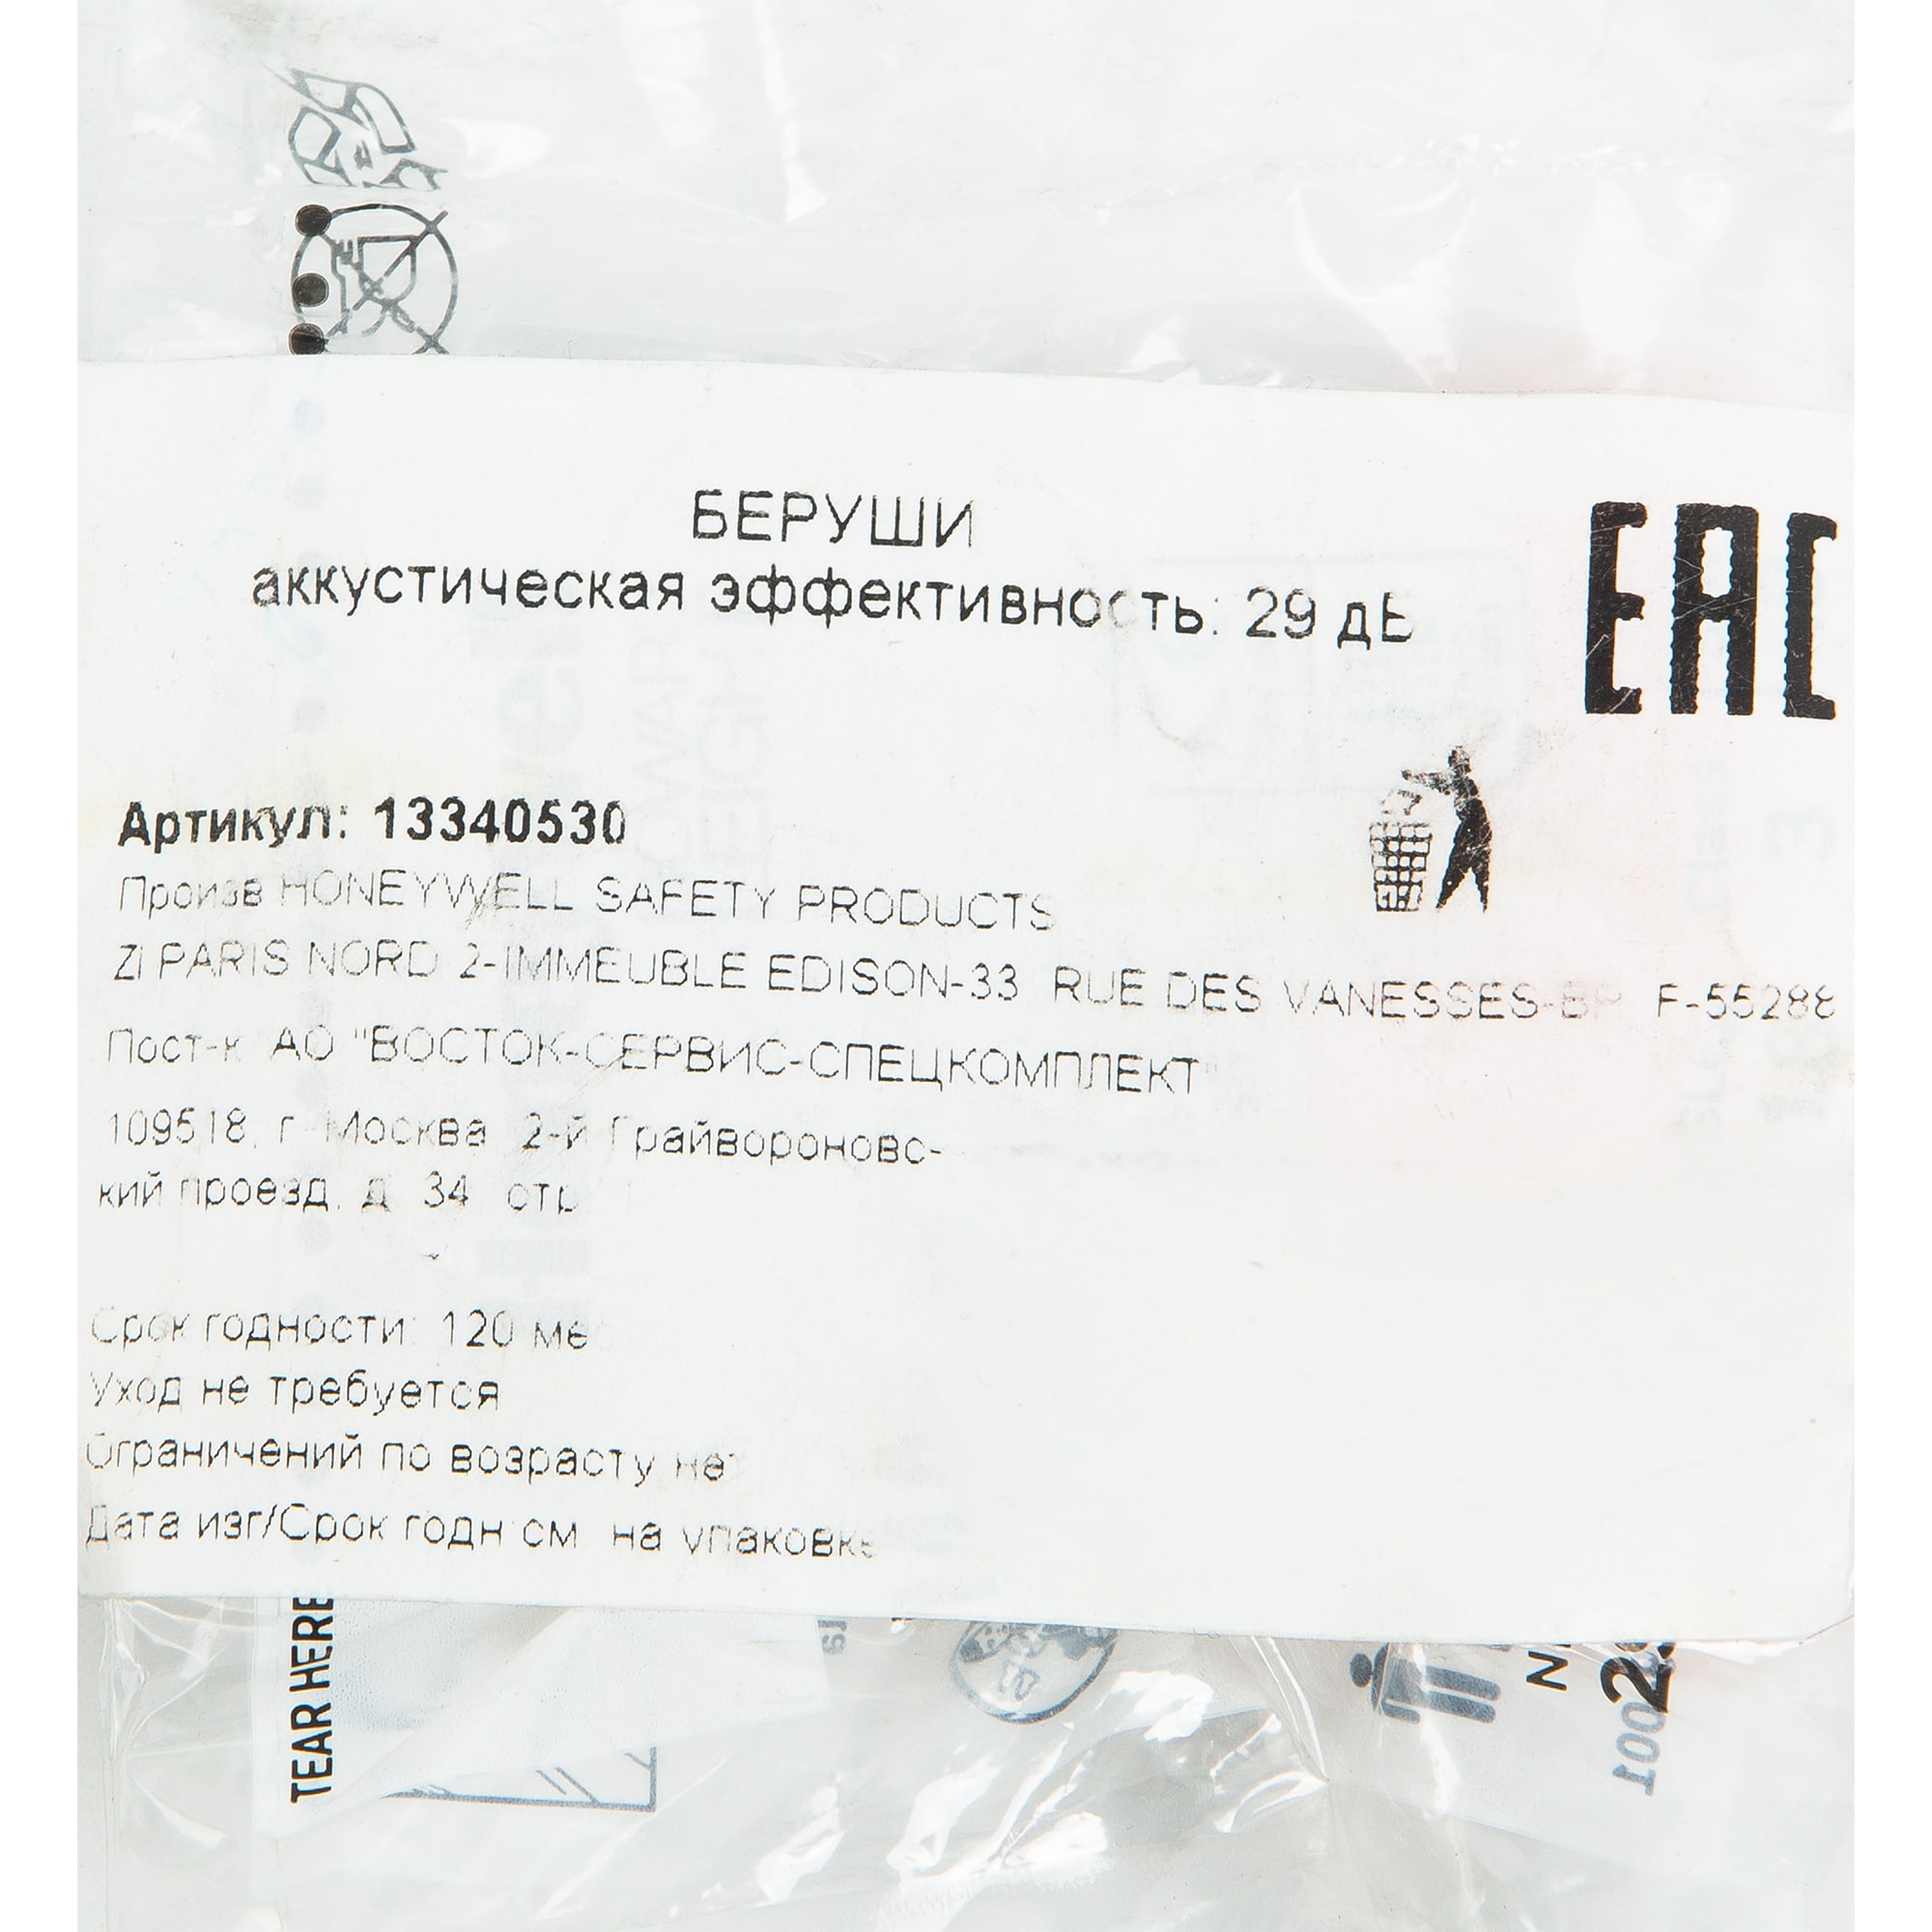 БЕРУШИ
аккустическая эффективность: 29 дБ
EAC
Артикул: 13340530
Произв HONEYWELL SAFETY PRODUCTS
ZI PARIS NORD 2-IMMEUBLE EDISON-33 RUE DES VANESSES-BP F-55288
Пост-к АО "ВОСТОК-СЕРВИС-СПЕЦКОМПЛЕКТ"
109518, г. Москва 2-й Грайвороновс-
кий проезд, д. 34 стр
Срок годности: 120 мес
Уход не требуется
Ограничений по возрасту нет
Дата изг/Срок годн см на упаковке
TEAR HERE
100